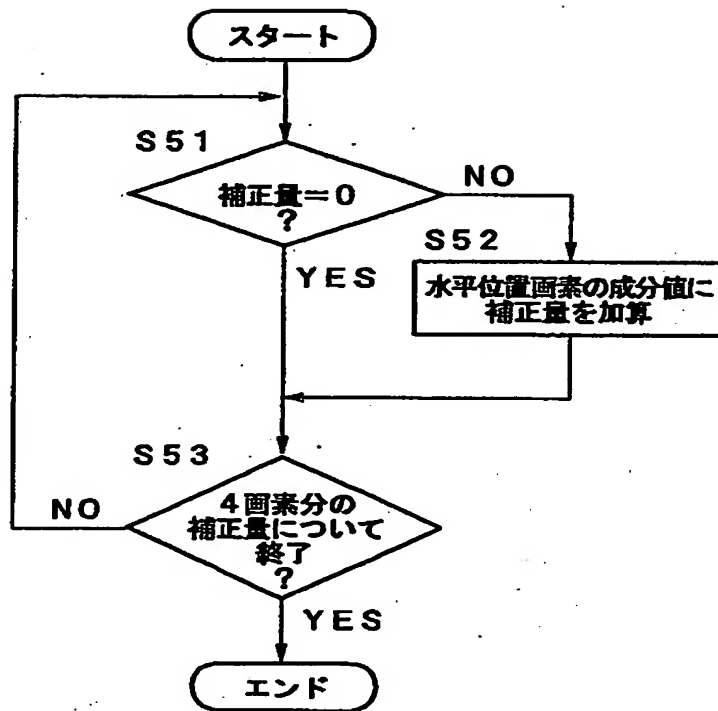 スタート
S51
補正量=0
?
NO
YES
S52
水平位置画素の成分値に
補正量を加算
S53
4画素分の
補正量について
終了
?
NO
YES
エンド